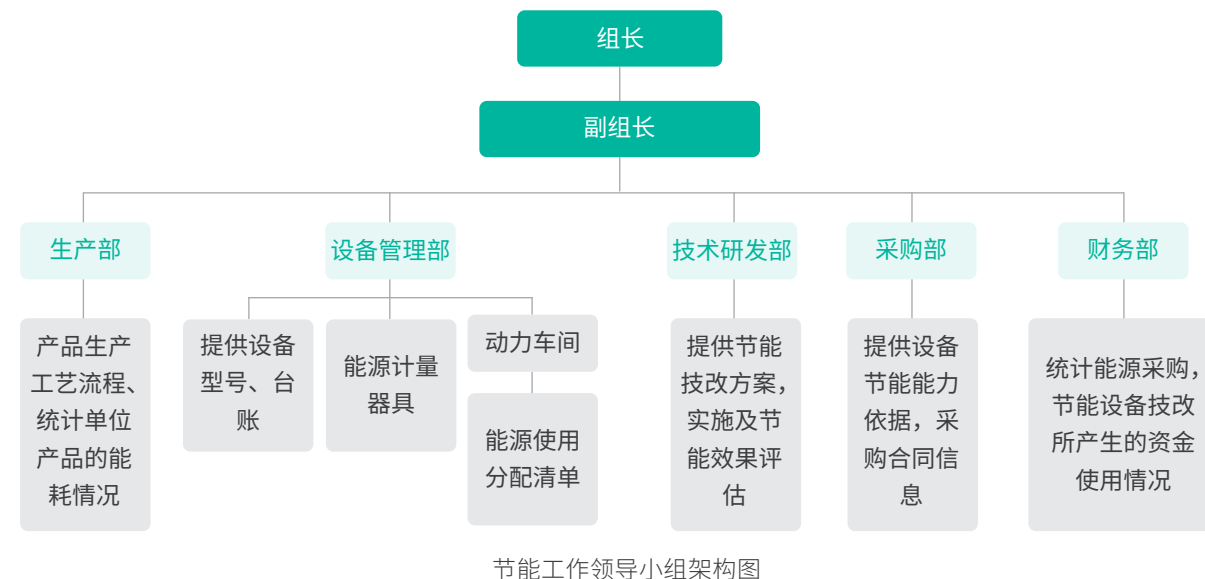 组长
副组长
生产部
设备管理部
技术研发部
采购部
财务部
产品生产
工艺流程、
统计单位
产品的能
耗情况
提供设备
型号、台
账
能源计量
器具
动力车间
能源使用
分配清单
提供节能
技改方案，
实施及节
能效果评
估
提供设备
节能能力
依据，采
购合同信
息
统计能源采购，
节能设备技改
所产生的资金
使用情况
节能工作领导小组架构图